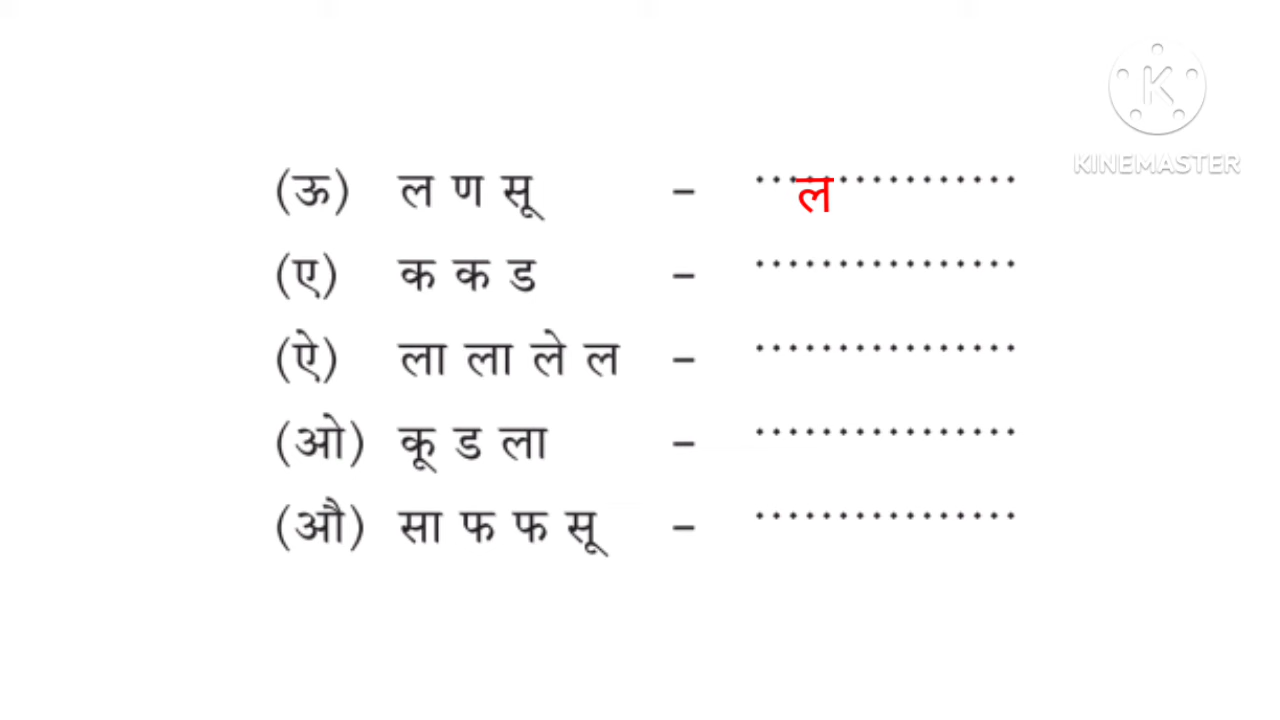 KINEMASTER
(ऊ) ल ण सू – ................ ल
(ए) क क ड – ................
(ऐ) ला ला ले ल – ................
(ओ) कू ड ला – ................
(औ) सा फ फ सू – ................